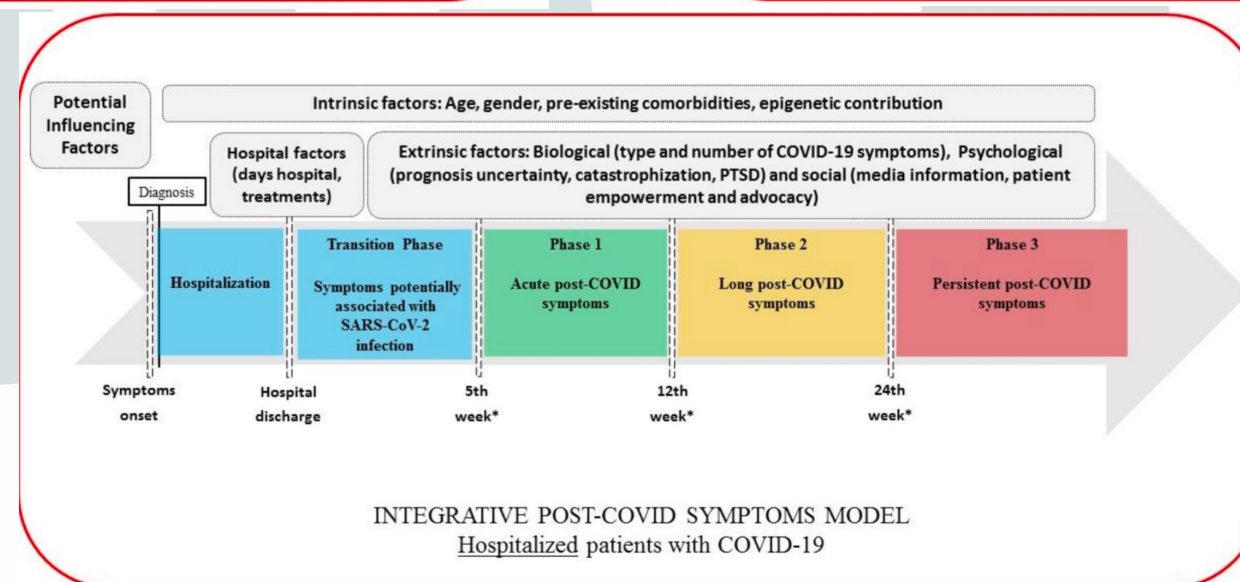 Potential
Influencing
Factors
Intrinsic factors: Age, gender, pre-existing comorbidities, epigenetic contribution
Hospital factors
(days hospital,
treatments)
Extrinsic factors: Biological (type and number of COVID-19 symptoms), Psychological
(prognosis uncertainty, catastrophization, PTSD) and social (media information, patient
empowerment and advocacy)
Diagnosis
Hospitalization
Transition Phase
Symptoms potentially
associated with
SARS-CoV-2
infection
Phase 1
Acute post-COVID
symptoms
Phase 2
Long post-COVID
symptoms
Phase 3
Persistent post-COVID
symptoms
Symptoms
onset
Hospital
discharge
5th
week*
12th
week*
24th
week*
INTEGRATIVE POST-COVID SYMPTOMS MODEL
Hospitalized patients with COVID-19